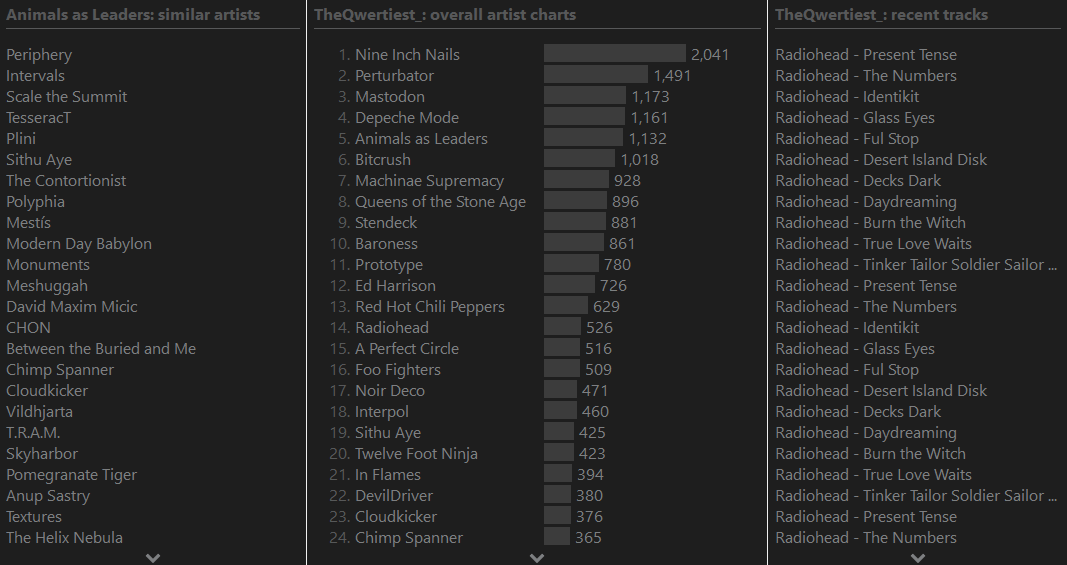 Animals as Leaders: similar artists
Periphery
Intervals
Scale the Summit
TesseracT
Plini
Sithu Aye
The Contortionist
Polyphia
Mestís
Modern Day Babylon
Monuments
Meshuggah
David Maxim Micic
CHON
Between the Buried and Me
Chimp Spanner
Cloudkicker
Vildhjarta
T.R.A.M.
Skyharbor
Pomegranate Tiger
Anup Sastry
Textures
The Helix Nebula
TheQwertiest_: overall artist charts
1. Nine Inch Nails 2,041
2. Perturbator 1,491
3. Mastodon 1,173
4. Depeche Mode 1,161
5. Animals as Leaders 1,132
6. Bitcrush 1,018
7. Machinae Supremacy 928
8. Queens of the Stone Age 896
9. Stendeck 881
10. Baroness 861
11. Prototype 780
12. Ed Harrison 726
13. Red Hot Chili Peppers 629
14. Radiohead 526
15. A Perfect Circle 516
16. Foo Fighters 509
17. Noir Deco 471
18. Interpol 460
19. Sithu Aye 425
20. Twelve Foot Ninja 423
21. In Flames 394
22. DevilDriver 380
23. Cloudkicker 376
24. Chimp Spanner 365
TheQwertiest_: recent tracks
Radiohead - Present Tense
Radiohead - The Numbers
Radiohead - Identikit
Radiohead - Glass Eyes
Radiohead - Ful Stop
Radiohead - Desert Island Disk
Radiohead - Decks Dark
Radiohead - Daydreaming
Radiohead - Burn the Witch
Radiohead - True Love Waits
Radiohead - Tinker Tailor Soldier Sailor ...
Radiohead - Present Tense
Radiohead - The Numbers
Radiohead - Identikit
Radiohead - Glass Eyes
Radiohead - Ful Stop
Radiohead - Desert Island Disk
Radiohead - Decks Dark
Radiohead - Daydreaming
Radiohead - Burn the Witch
Radiohead - True Love Waits
Radiohead - Tinker Tailor Soldier Sailor ...
Radiohead - Present Tense
Radiohead - The Numbers